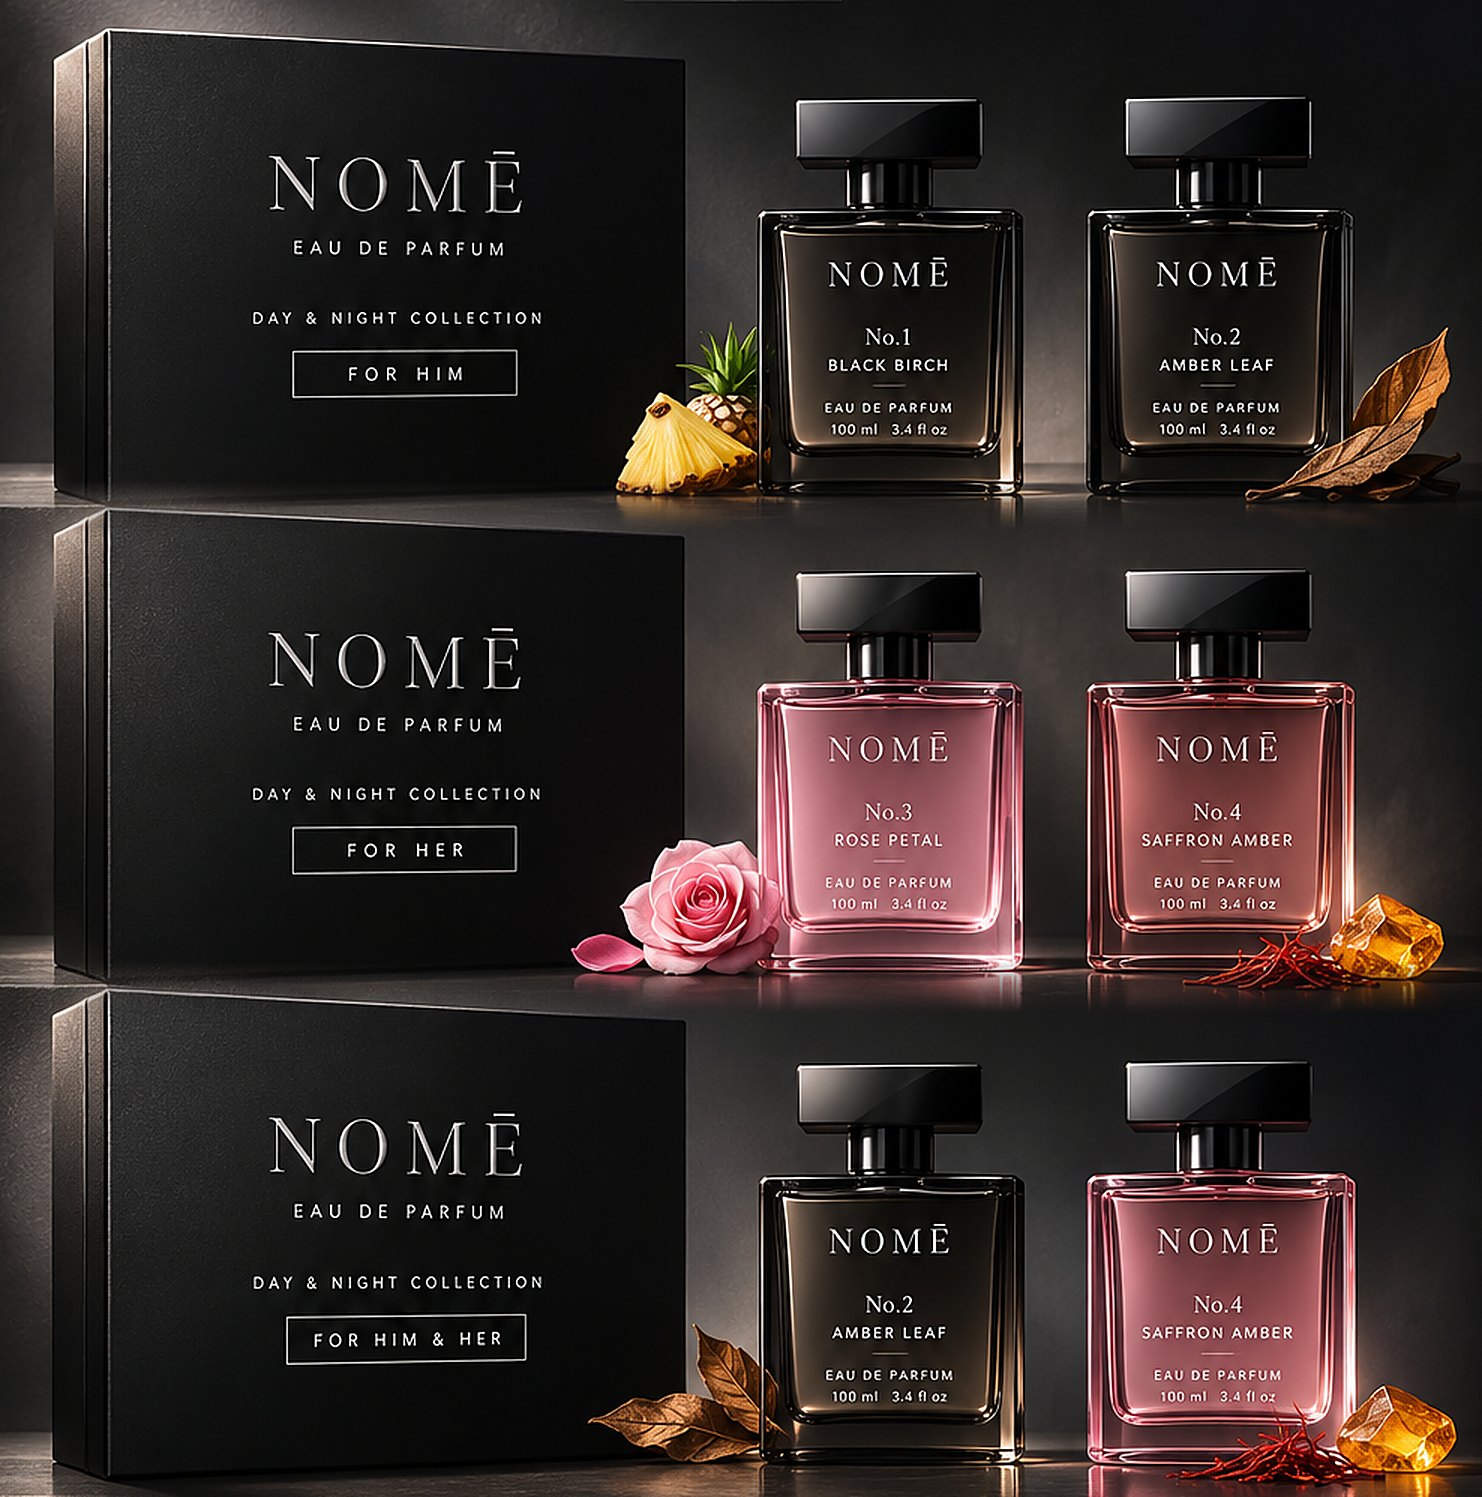 NOMĒ
EAU DE PARFUM
DAY & NIGHT COLLECTION
FOR HIM
NOMĒ
No.1
BLACK BIRCH
EAU DE PARFUM
100 ml 3.4 fl oz
NOMĒ
No.2
AMBER LEAF
EAU DE PARFUM
100 ml 3.4 fl oz
NOMĒ
EAU DE PARFUM
DAY & NIGHT COLLECTION
FOR HER
NOMĒ
No.3
ROSE PETAL
EAU DE PARFUM
100 ml 3.4 fl oz
NOMĒ
No.4
SAFFRON AMBER
EAU DE PARFUM
100 ml 3.4 fl oz
NOMĒ
EAU DE PARFUM
DAY & NIGHT COLLECTION
FOR HIM & HER
NOMĒ
No.2
AMBER LEAF
EAU DE PARFUM
100 ml 3.4 fl oz
NOMĒ
No.4
SAFFRON AMBER
EAU DE PARFUM
100 ml 3.4 fl oz